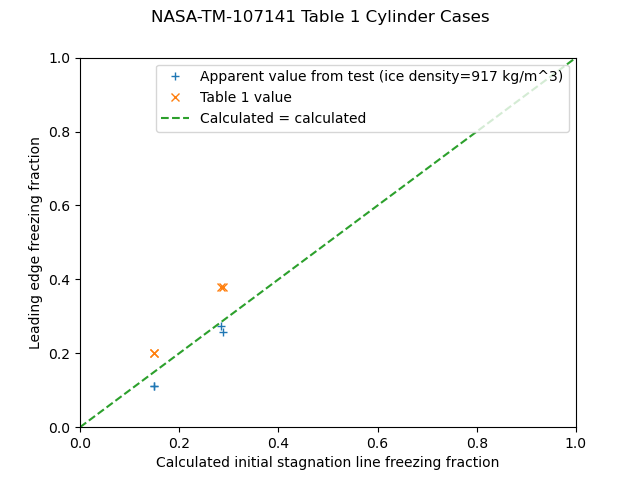 NASA-TM-107141 Table 1 Cylinder Cases
Apparent value from test (ice density=917 kg/m^3)
Table 1 value
Calculated = calculated
Leading edge freezing fraction
1.0
0.8
0.6
0.4
0.2
0.0
0.0 0.2 0.4 0.6 0.8 1.0
Calculated initial stagnation line freezing fraction